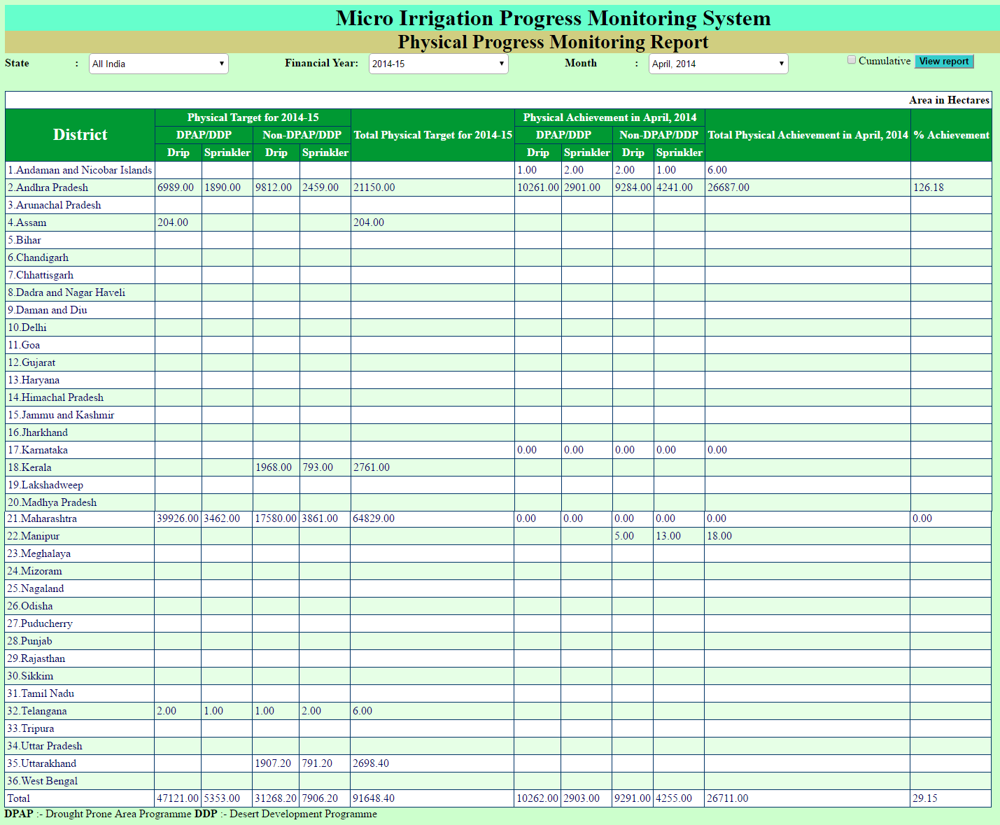 Micro Irrigation Progress Monitoring System
Physical Progress Monitoring Report
State : All India Financial Year: 2014-15 Month : April, 2014 Cumulative View report
Area in Hectares
District Physical Target for 2014-15 Total Physical Target for 2014-15 Physical Achievement in April, 2014 Total Physical Achievement in April, 2014 % Achievement
DPAP/DDP Non-DPAP/DDP DPAP/DDP Non-DPAP/DDP
Drip Sprinkler Drip Sprinkler Drip Sprinkler Drip Sprinkler
1.Andaman and Nicobar Islands 1.00 2.00 2.00 1.00 6.00
2.Andhra Pradesh 6989.00 1890.00 9812.00 2459.00 21150.00 10261.00 2901.00 9284.00 4241.00 26687.00 126.18
3.Arunachal Pradesh
4.Assam 204.00 204.00
5.Bihar
6.Chandigarh
7.Chhattisgarh
8.Dadra and Nagar Haveli
9.Daman and Diu
10.Delhi
11.Goa
12.Gujarat
13.Haryana
14.Himachal Pradesh
15.Jammu and Kashmir
16.Jharkhand
17.Karnataka 0.00 0.00 0.00 0.00 0.00
18.Kerala 1968.00 793.00 2761.00
19.Lakshadweep
20.Madhya Pradesh
21.Maharashtra 39926.00 3462.00 17580.00 3861.00 64829.00 0.00 0.00 0.00 0.00 0.00 0.00
22.Manipur 5.00 13.00 18.00
23.Meghalaya
24.Mizoram
25.Nagaland
26.Odisha
27.Puducherry
28.Punjab
29.Rajasthan
30.Sikkim
31.Tamil Nadu
32.Telangana 2.00 1.00 1.00 2.00 6.00
33.Tripura
34.Uttar Pradesh
35.Uttarakhand 1907.20 791.20 2698.40
36.West Bengal
Total 47121.00 5353.00 31268.20 7906.20 91648.40 10262.00 2903.00 9291.00 4255.00 26711.00 29.15
DPAP :- Drought Prone Area Programme DDP :- Desert Development Programme